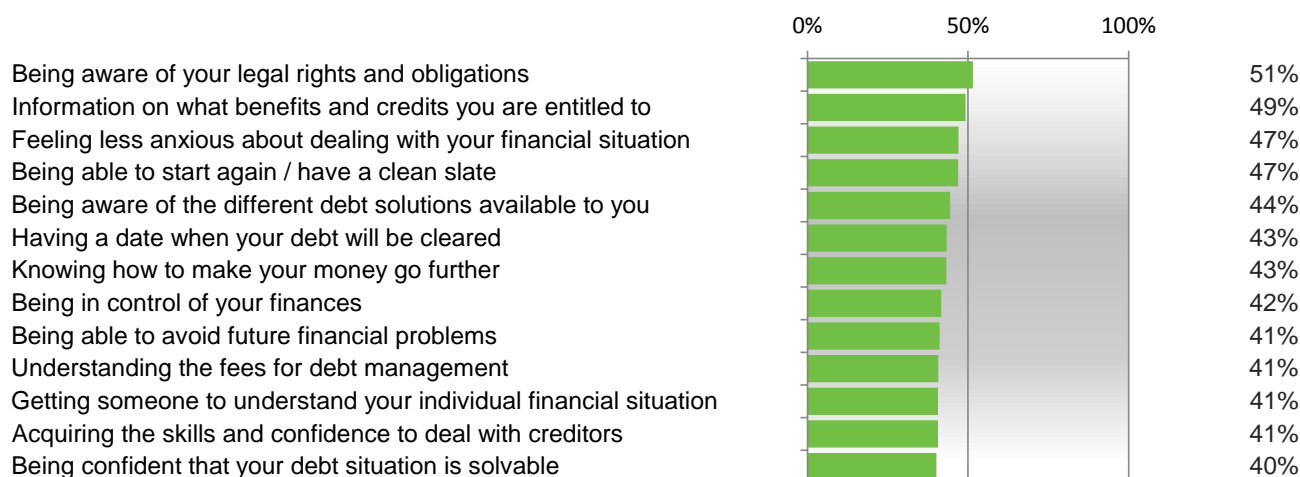 0% 50% 100%
Being aware of your legal rights and obligations 51%
Information on what benefits and credits you are entitled to 49%
Feeling less anxious about dealing with your financial situation 47%
Being able to start again / have a clean slate 47%
Being aware of the different debt solutions available to you 44%
Having a date when your debt will be cleared 43%
Knowing how to make your money go further 43%
Being in control of your finances 42%
Being able to avoid future financial problems 41%
Understanding the fees for debt management 41%
Getting someone to understand your individual financial situation 41%
Acquiring the skills and confidence to deal with creditors 41%
Being confident that your debt situation is solvable 40%